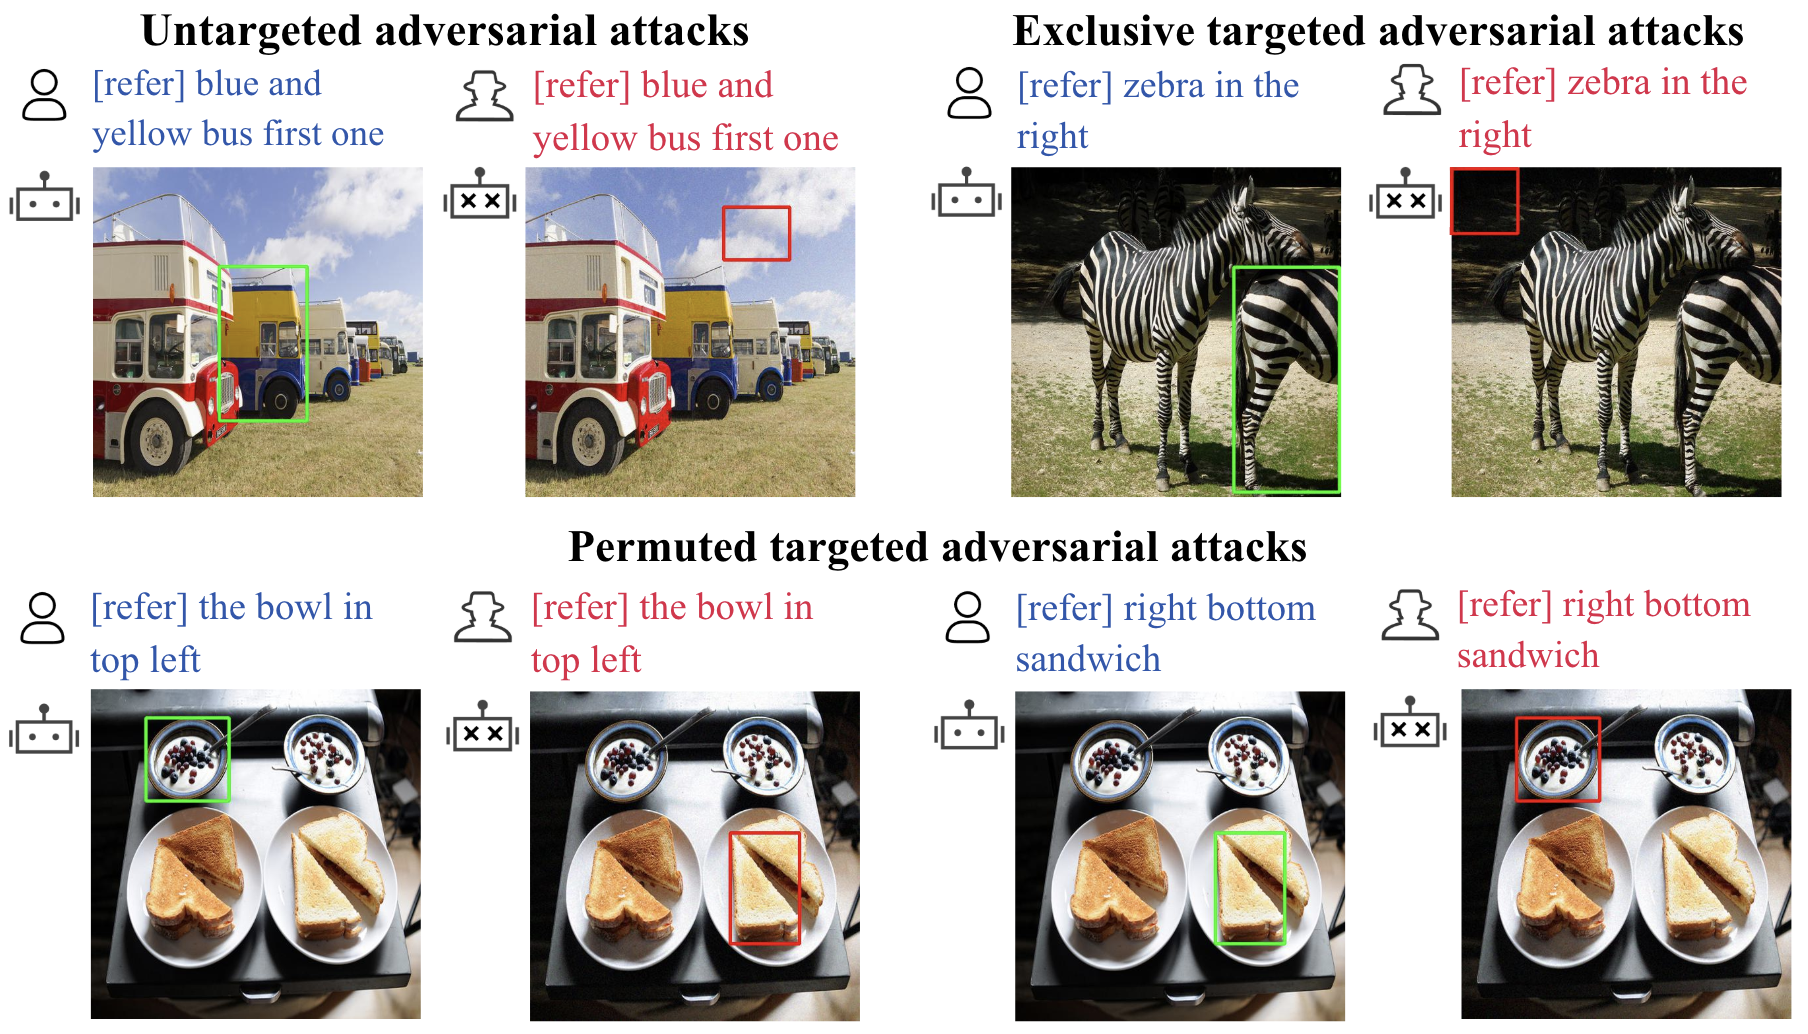 Untargeted adversarial attacks
[refer] blue and
yellow bus first one
[refer] blue and
yellow bus first one
Exclusive targeted adversarial attacks
[refer] zebra in the
right
[refer] zebra in the
right
Permuted targeted adversarial attacks
[refer] the bowl in
top left
[refer] the bowl in
top left
[refer] right bottom
sandwich
[refer] right bottom
sandwich